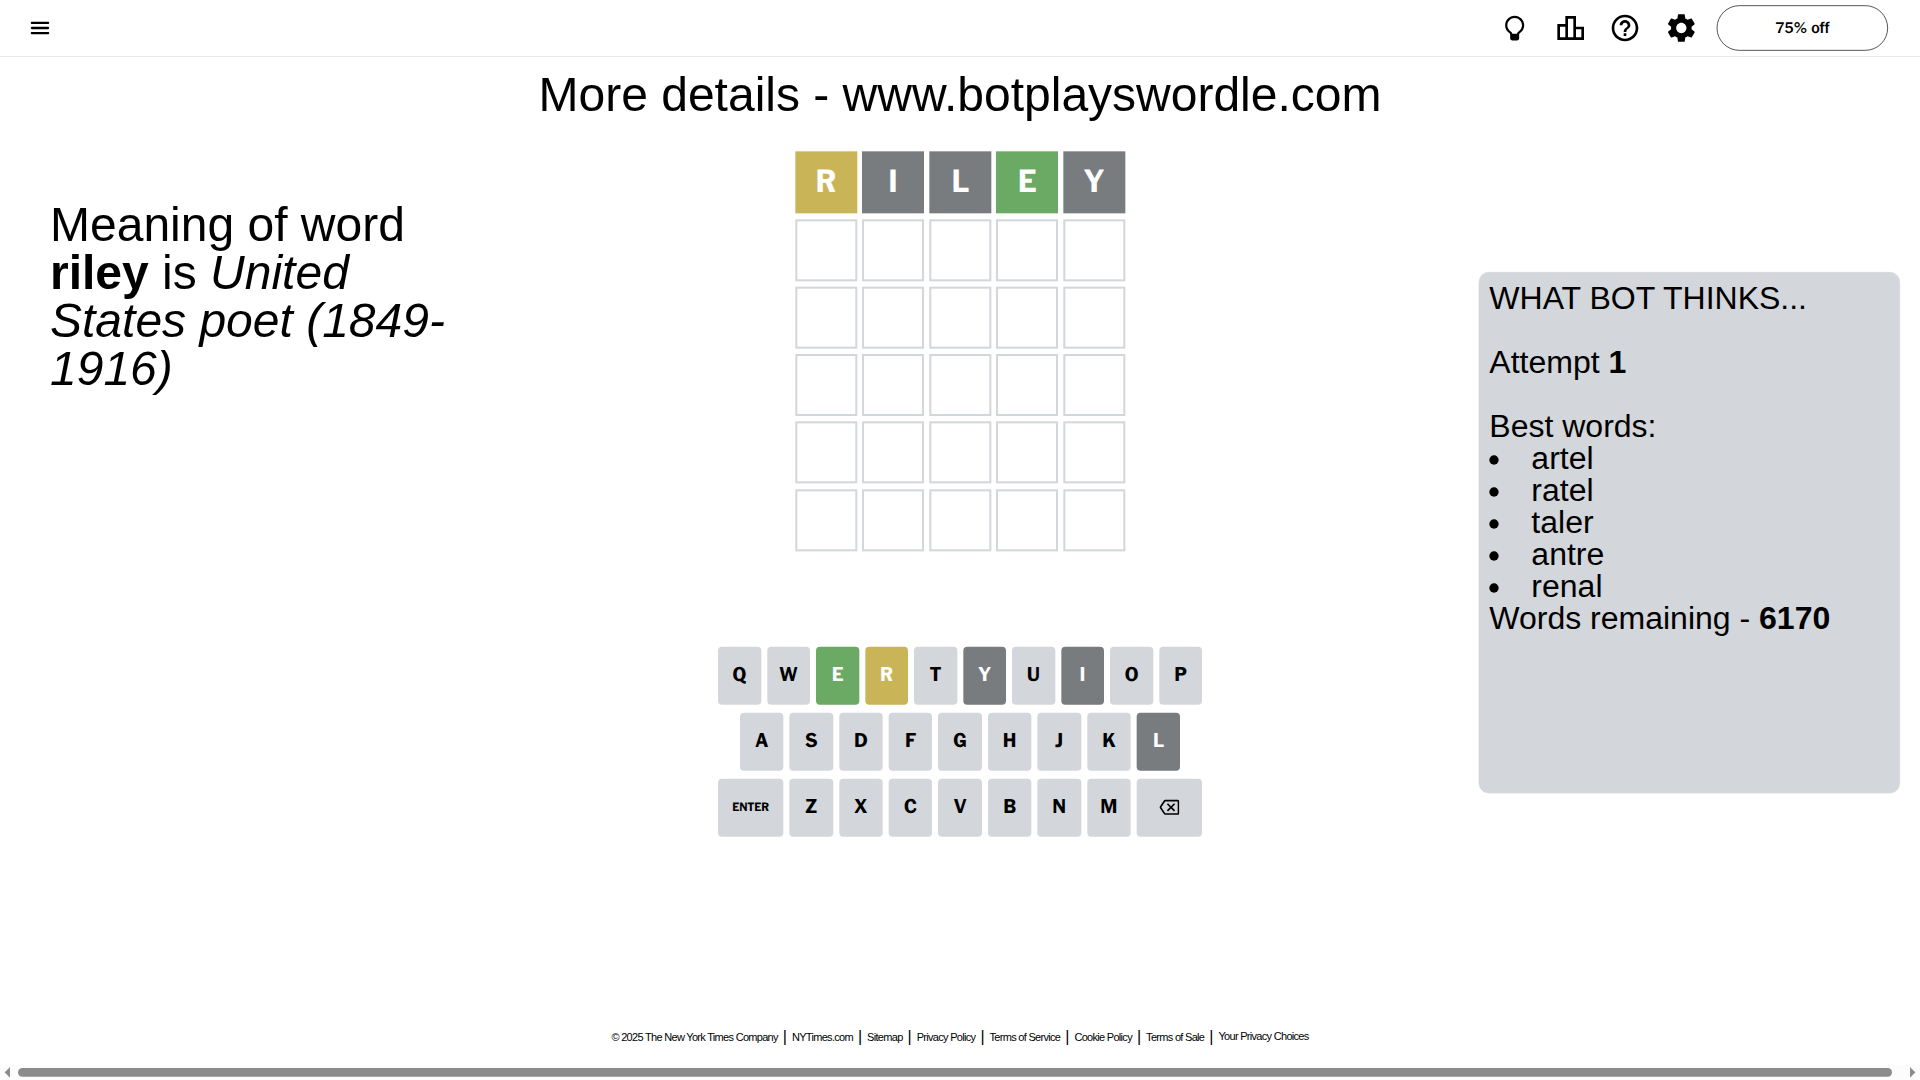 75% off
More details - www.botplayswordle.com
R I L E Y
Meaning of word
riley is United
States poet (1849-
1916)
WHAT BOT THINKS...
Attempt 1
Best words:
artel
ratel
taler
antre
renal
Words remaining - 6170
Q W E R T Y U I O P
A S D F G H J K L
ENTER Z X C V B N M
© 2025 The New York Times Company | NYTimes.com | Sitemap | Privacy Policy | Terms of Service | Cookie Policy | Terms of Sale | Your Privacy Choices